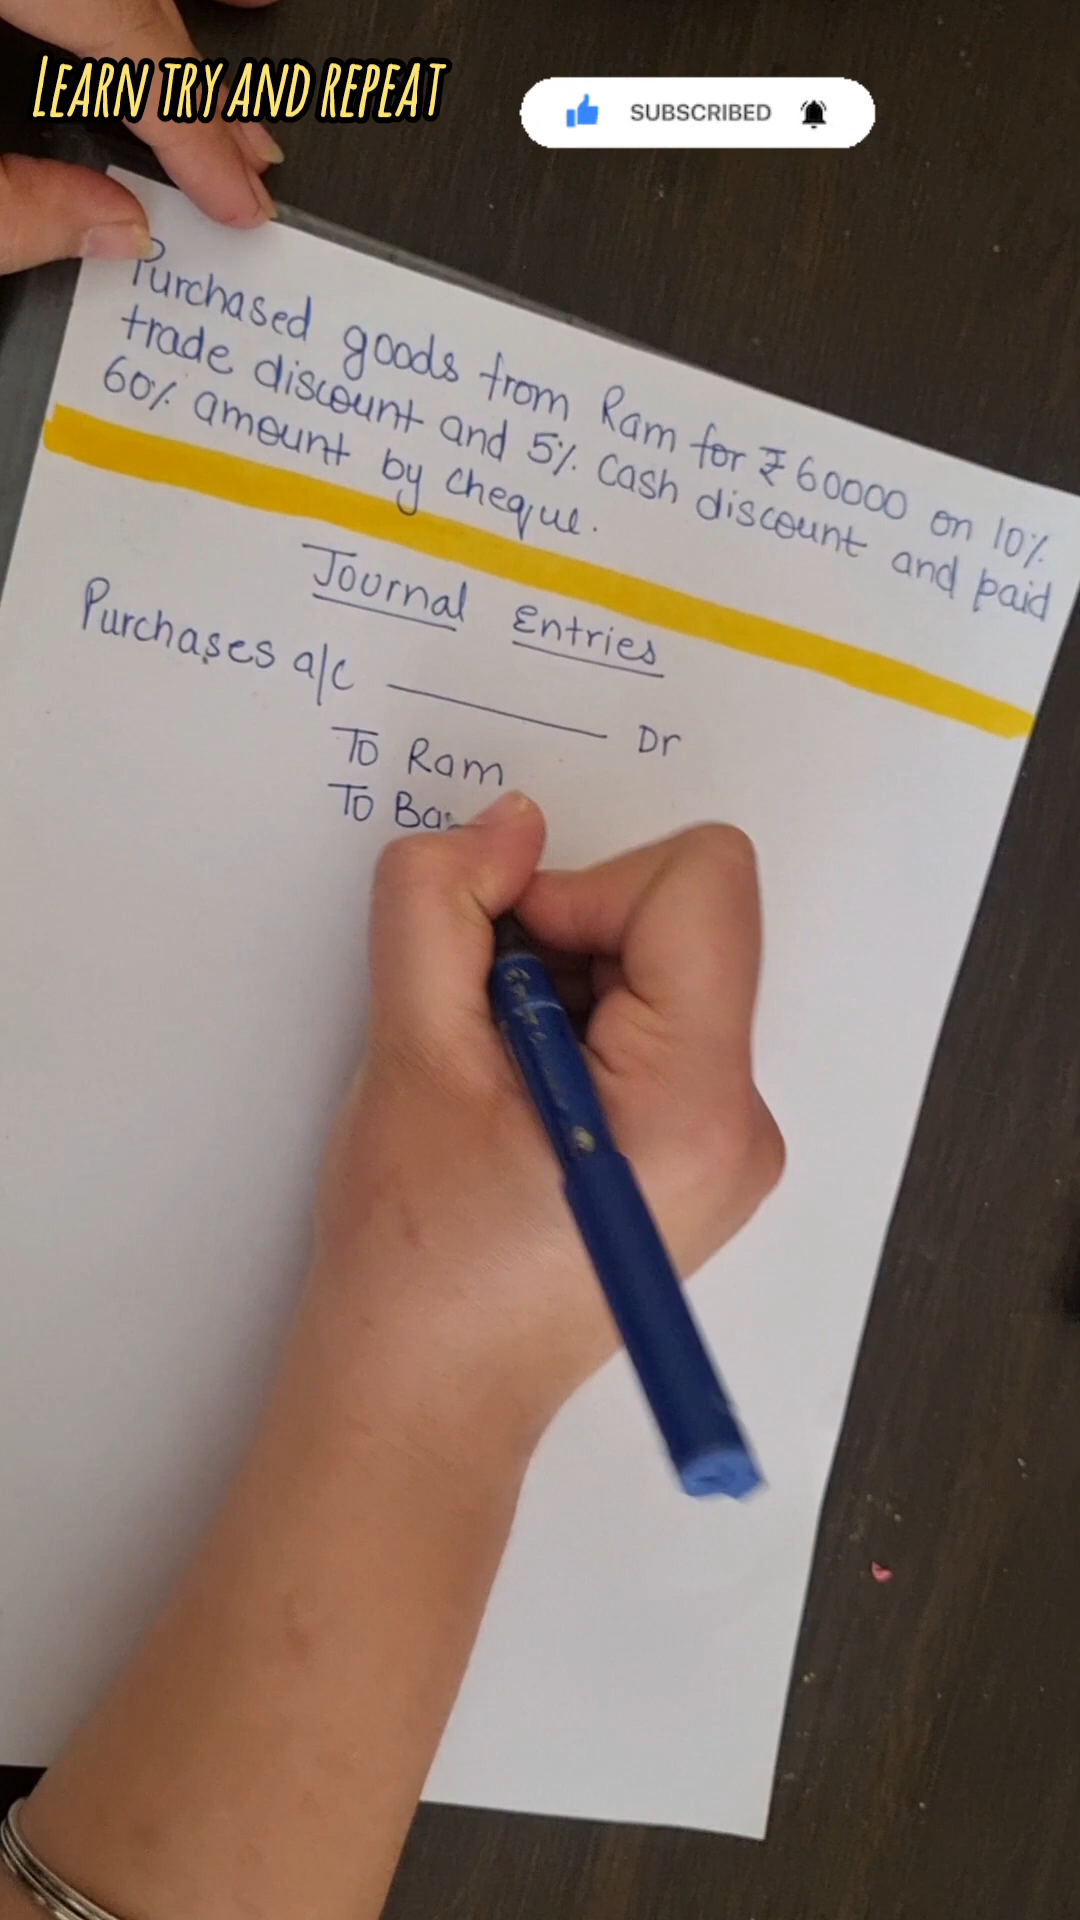 LEARN TRY AND REPEAT
SUBSCRIBED
Purchased goods from Ram for ₹ 60000 on 10%
trade discount and 5% cash discount and paid
60% amount by cheque.
Journal Entries
Purchases a/c ———— Dr
To Ram
To